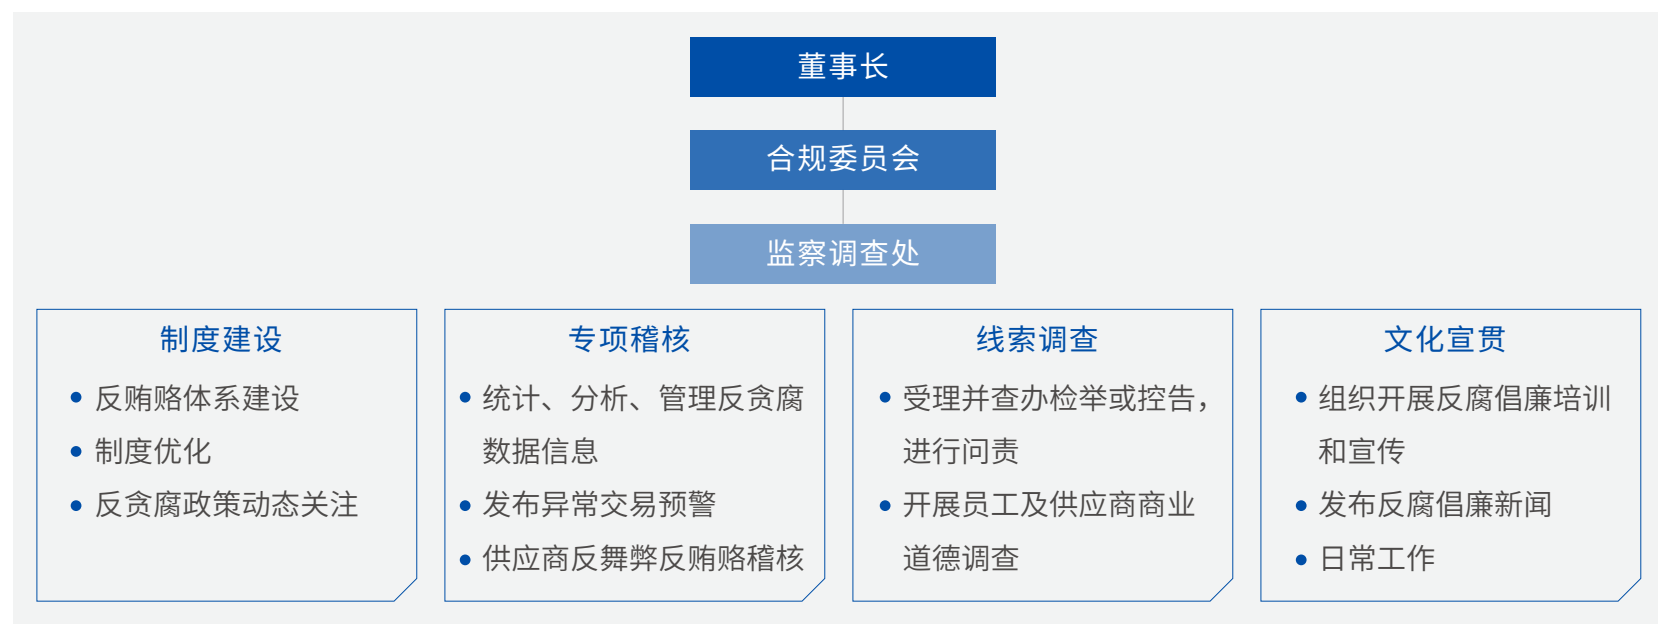 董事长
合规委员会
监察调查处
制度建设
• 反贿赂体系建设
• 制度优化
• 反贪腐政策动态关注
专项稽核
• 统计、分析、管理反贪腐
数据信息
• 发布异常交易预警
• 供应商反舞弊反贿赂稽核
线索调查
• 受理并查办检举或控告，
进行问责
• 开展员工及供应商商业
道德调查
文化宣贯
• 组织开展反腐倡廉培训
和宣传
• 发布反腐倡廉新闻
• 日常工作